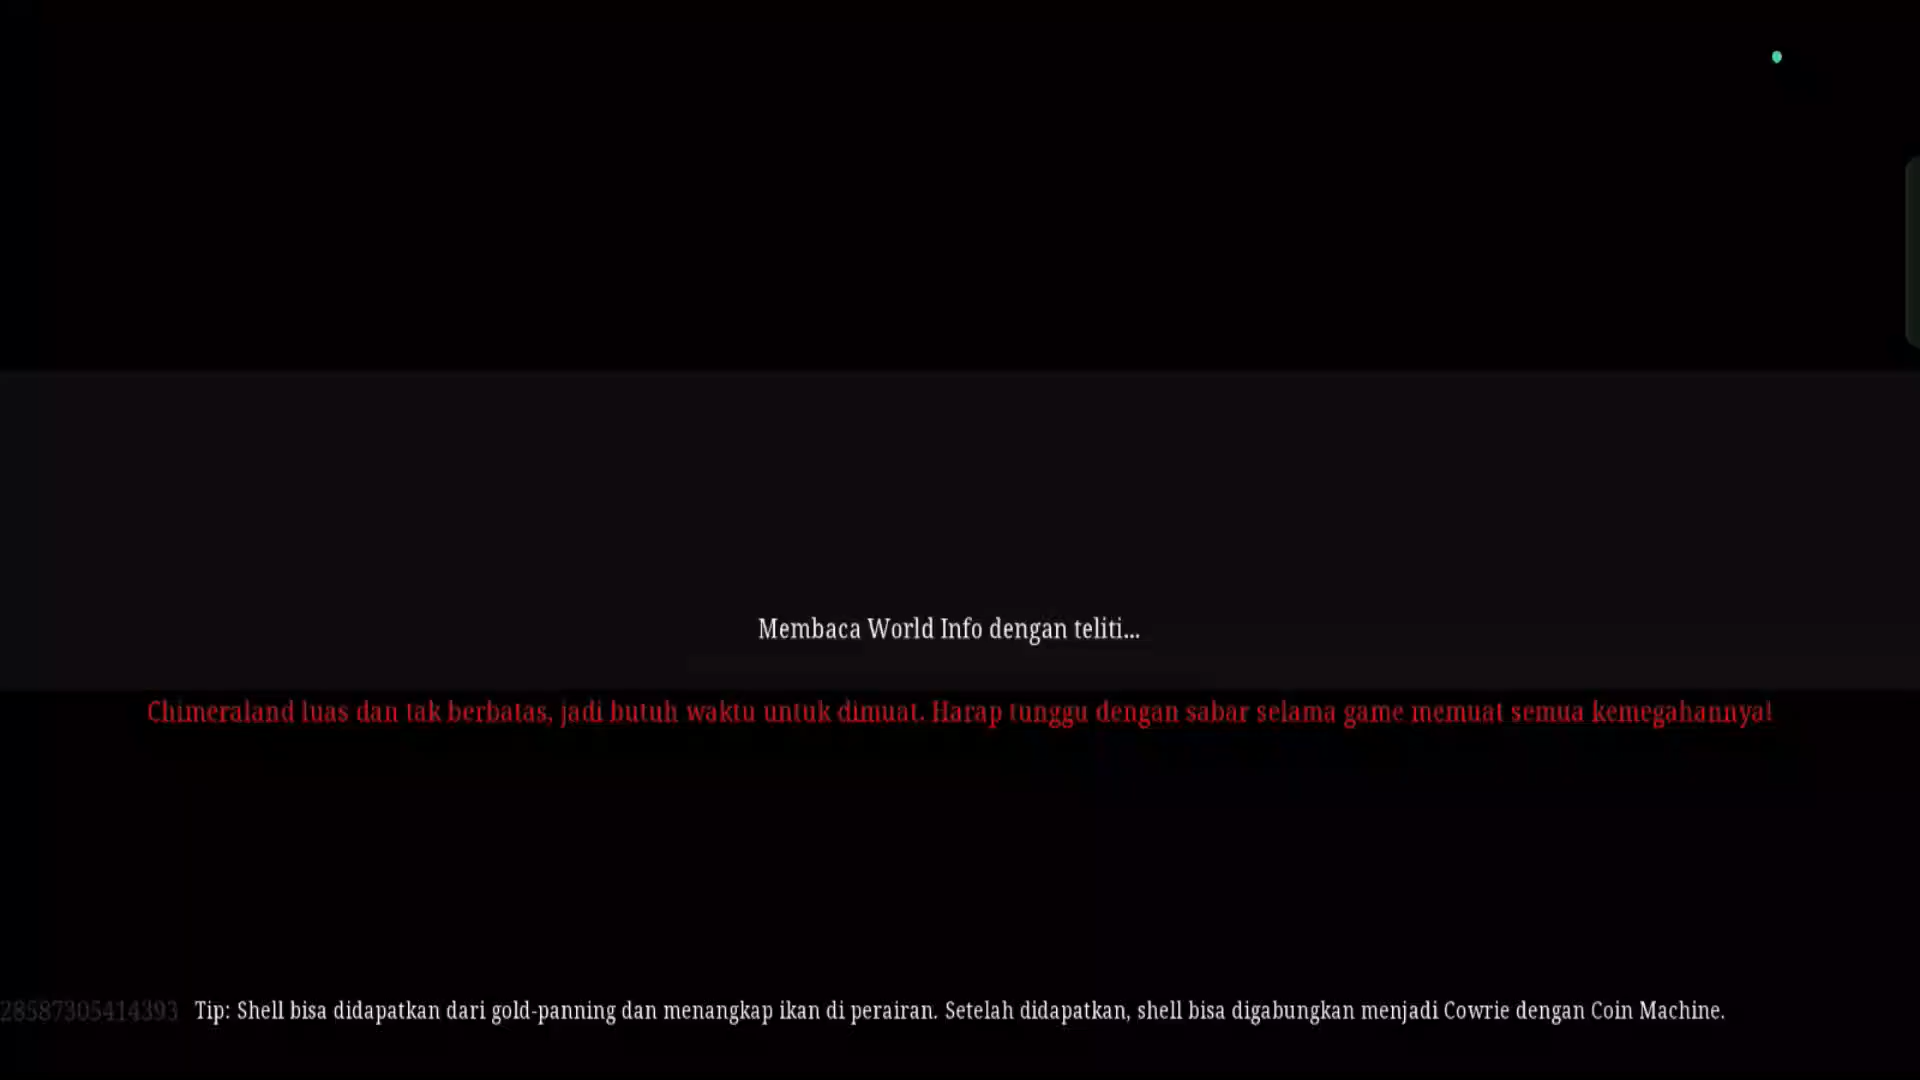 Membaca World Info dengan teliti...
Chimeraland luas dan tak berbatas, jadi butuh waktu untuk dimuat. Harap tunggu dengan sabar selama game memuat semua kemegahannya!
28587305414393 Tip: Shell bisa didapatkan dari gold-panning dan menangkap ikan di perairan. Setelah didapatkan, shell bisa digabungkan menjadi Cowrie dengan Coin Machine.